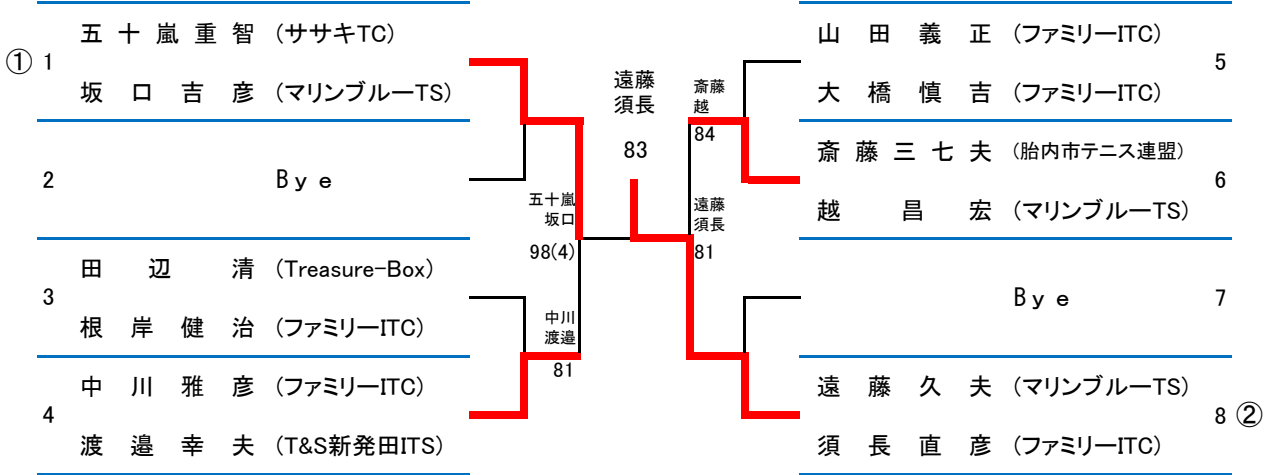 五十嵐重智 (ササキTC)
① 1
坂口吉彦 (マリンブルーTS)
2 Bye
田辺清 (Treasure-Box)
3
根岸健治 (ファミリーITC)
中川雅彦 (ファミリーITC)
4
渡邉幸夫 (T&S新発田ITS)
五十嵐
坂口
98(4)
中川
渡邉
81
遠藤
須長
83
斎藤
越
84
遠藤
須長
81
山田義正 (ファミリーITC)
5
大橋慎吉 (ファミリーITC)
斎藤三七夫 (胎内市テニス連盟)
6
越昌宏 (マリンブルーTS)
Bye 7
遠藤久夫 (マリンブルーTS)
8 ②
須長直彦 (ファミリーITC)